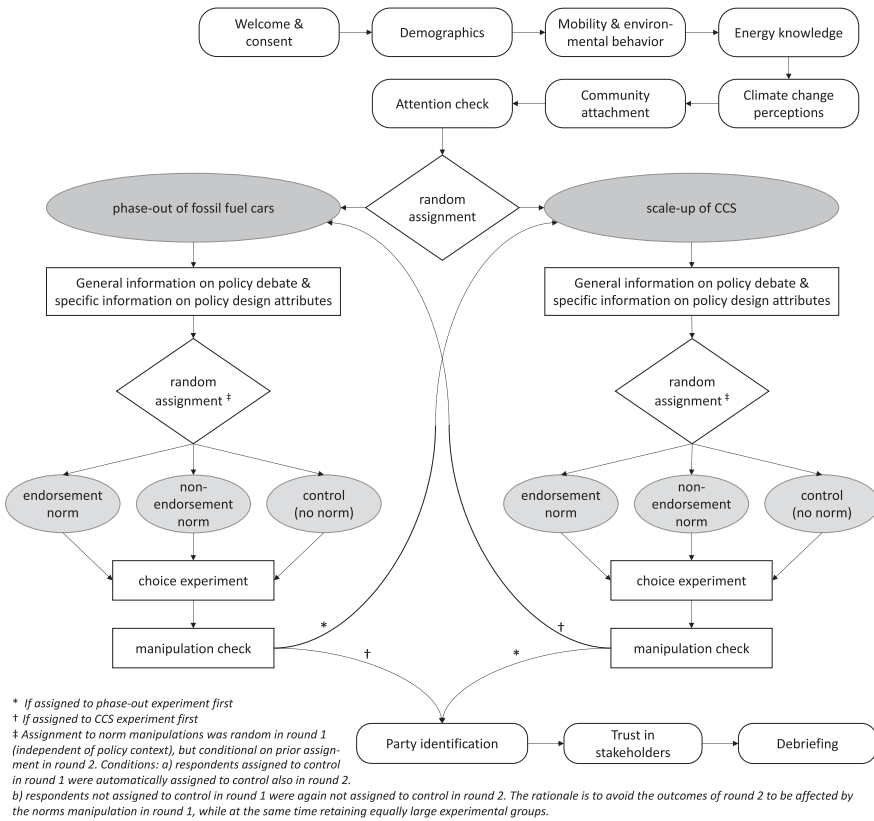 Welcome &
consent
Demographics
Mobility & environ-
mental behavior
Energy knowledge
Attention check
Community
attachment
Climate change
perceptions
random
assignment
phase-out of fossil fuel cars
scale-up of CCS
General information on policy debate &
specific information on policy design attributes
General information on policy debate &
specific information on policy design attributes
random
assignment ‡
random
assignment ‡
endorsement
norm
non-
endorsement
norm
control
(no norm)
endorsement
norm
non-
endorsement
norm
control
(no norm)
choice experiment
choice experiment
manipulation check
manipulation check
*
†
†
*
* If assigned to phase-out experiment first
† If assigned to CCS experiment first
‡ Assignment to norm manipulations was random in round 1
(independent of policy context), but conditional on prior assign-
ment in round 2. Conditions: a) respondents assigned to control
in round 1 were automatically assigned to control also in round 2.
b) respondents not assigned to control in round 1 were again not assigned to control in round 2. The rationale is to avoid the outcomes of round 2 to be affected by
the norms manipulation in round 1, while at the same time retaining equally large experimental groups.
Party identification
Trust in
stakeholders
Debriefing